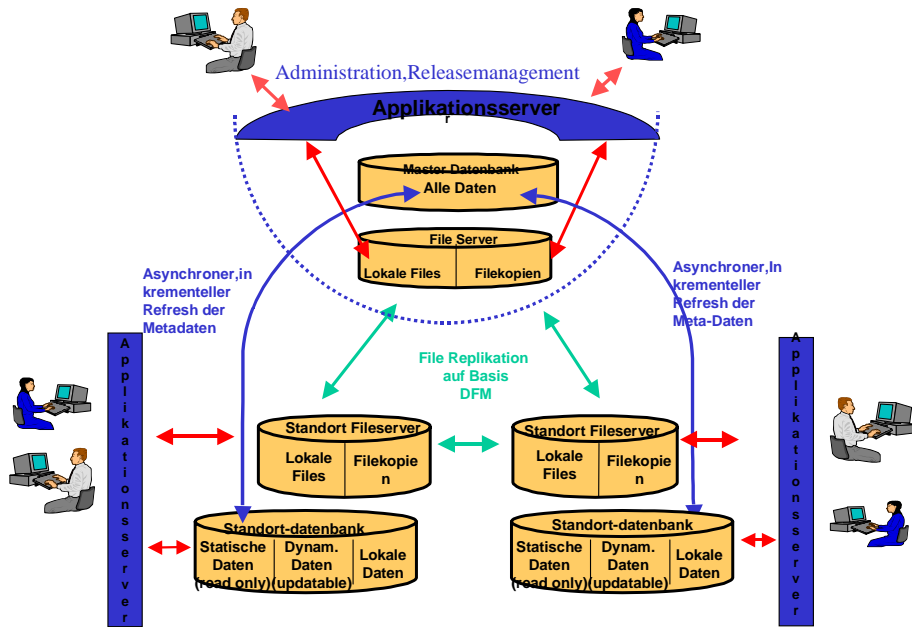 Administration,Releasemanagement
Applikationsserver
r
Master Datenbank
Alle Daten
File Server
Lokale Files
Filekopien
Asynchroner,in
krementeller
Refresh der
Metadaten
Asynchroner,In
krementeller
Refresh der
Meta-Daten
Applikationsserver
Applikationsserver
File Replikation
auf Basis
DFM
Standort Fileserver
Lokale
Files
Filekopien
Standort Fileserver
Lokale
Files
Filekopie
n
Standort-datenbank
Statische
Daten
(read only)
Dynam.
Daten
(updatable)
Lokale
Daten
Standort-datenbank
Statische
Daten
(read only)
Dynam.
Daten
(updatable)
Lokale
Daten